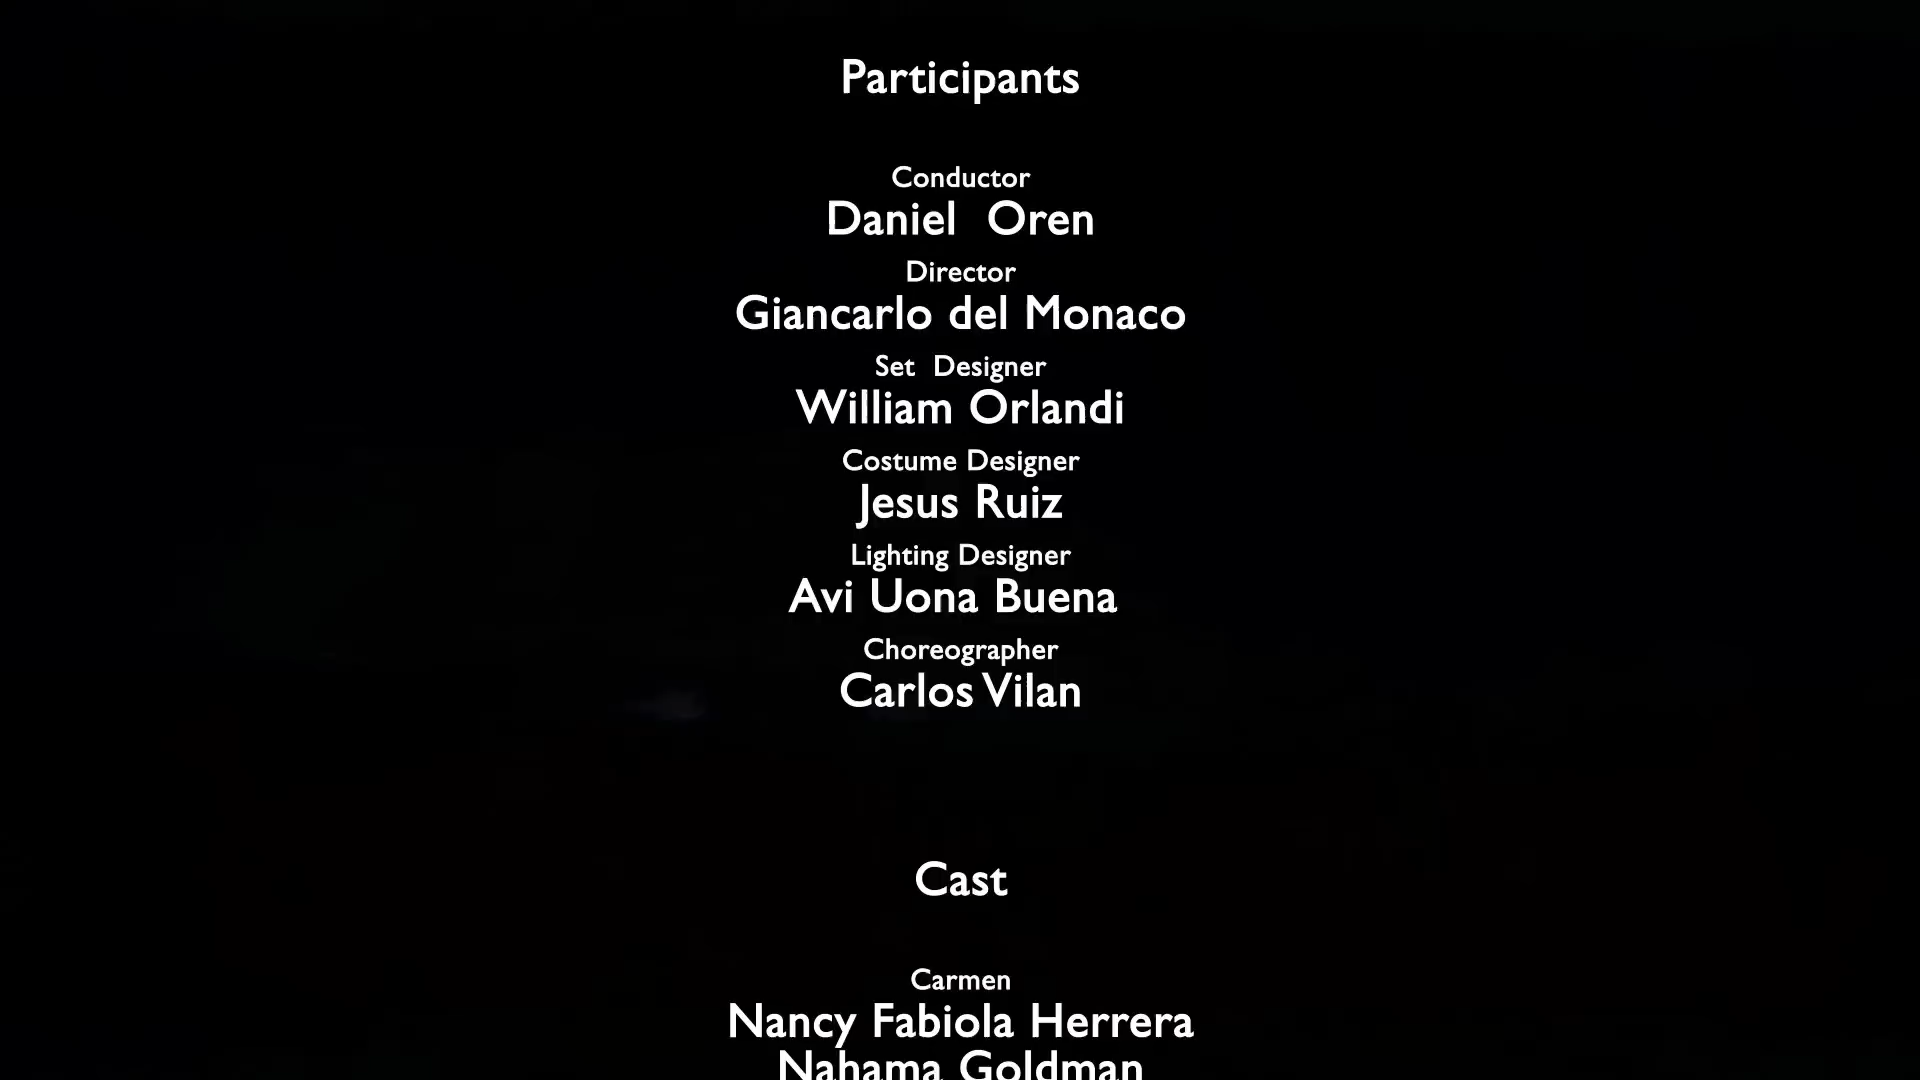 Participants
Conductor
Daniel  Oren
Director
Giancarlo del Monaco
Set  Designer
William Orlandi
Costume Designer
Jesus Ruiz
Lighting Designer
Avi Uona Buena
Choreographer
Carlos Vilan
Cast
Carmen
Nancy Fabiola Herrera
Nahama Goldman